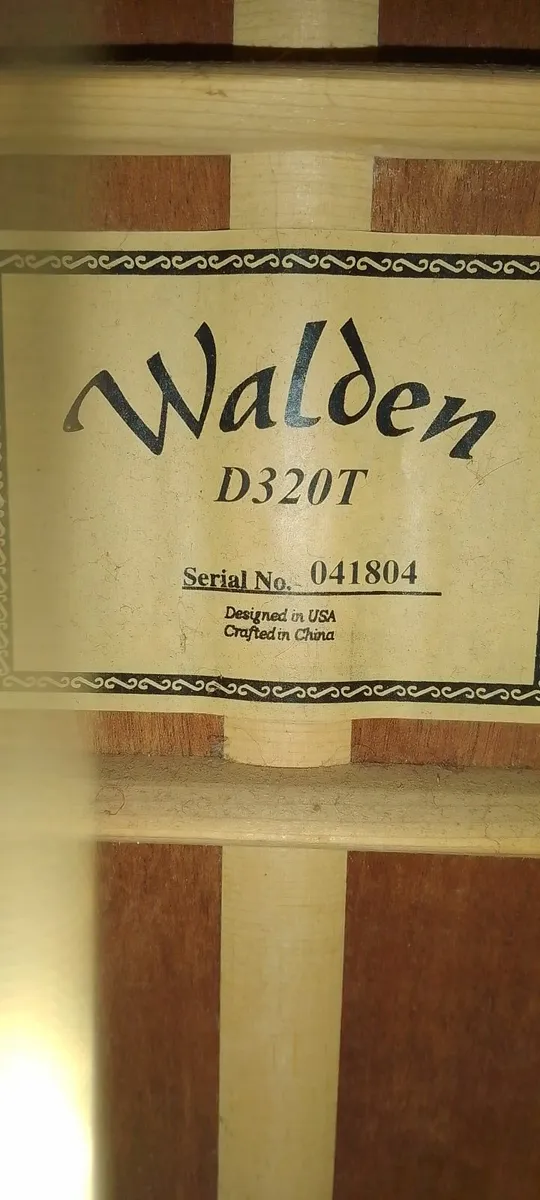 Walden
D320T
Serial No. 041804
Designed in USA
Crafted in China